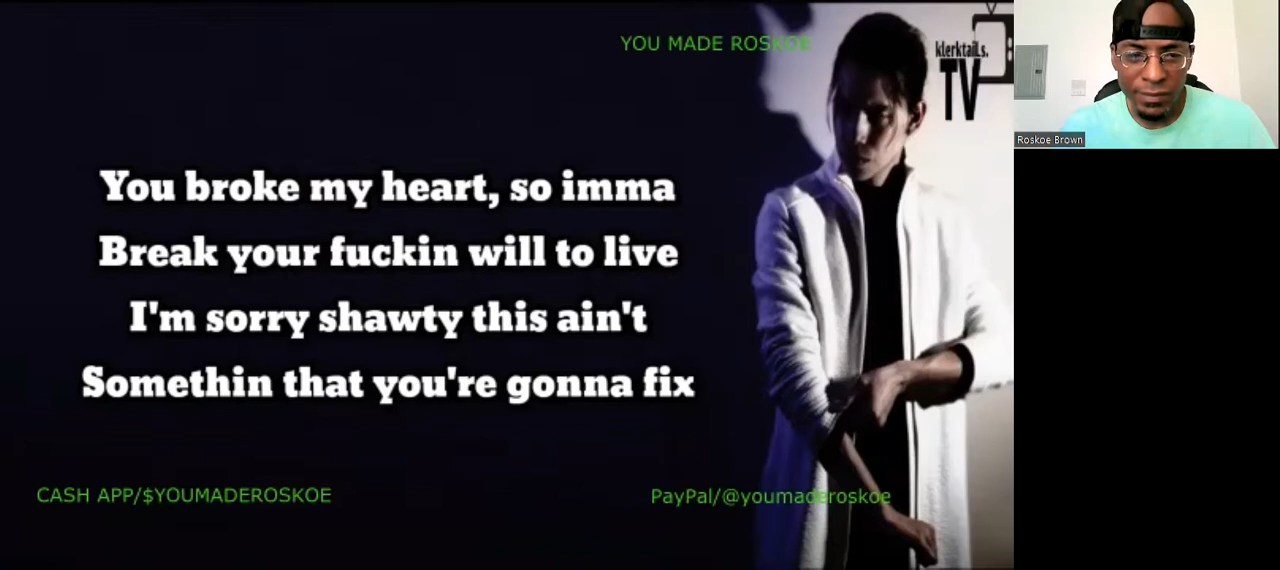 YOU MADE ROSKOE
klerktaiLs.
TV
Roskoe Brown
You broke my heart, so imma
Break your fuckin will to live
I'm sorry shawty this ain't
Somethin that you're gonna fix
CASH APP/$YOUMADEROSKOE
PayPal/@youmaderoskoe